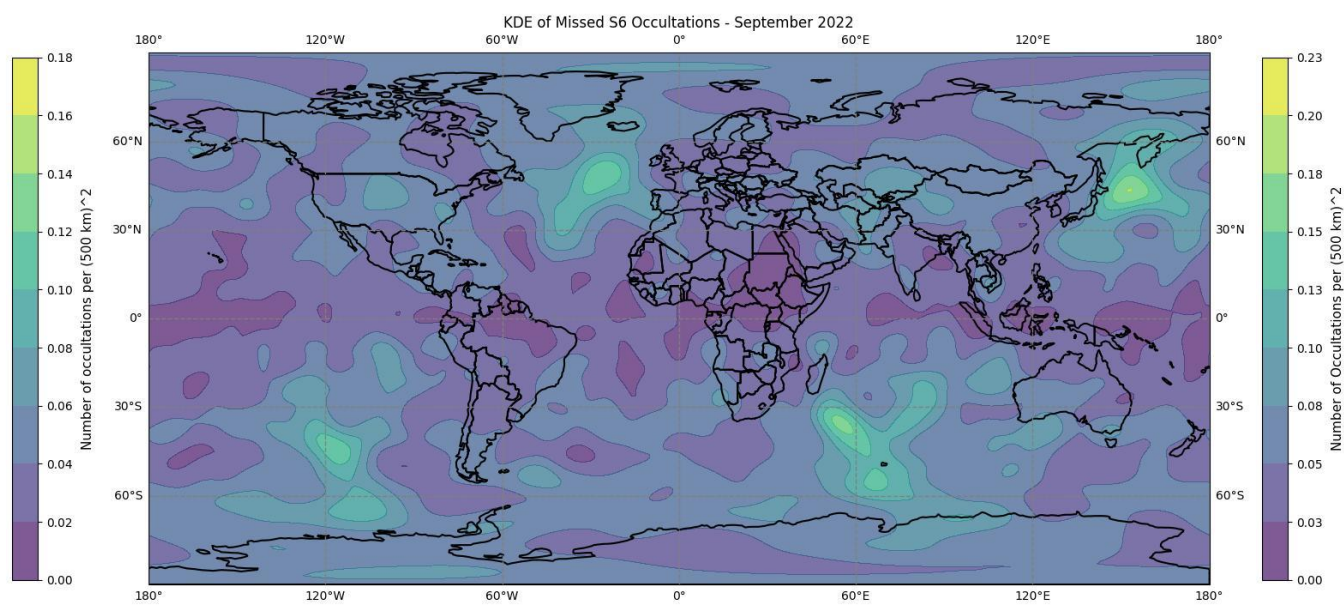 KDE of Missed S6 Occultations - September 2022
180° 120°W 60°W 0° 60°E 120°E 180°
0.18
0.16
0.14
0.12
0.10
0.08
0.06
0.04
0.02
0.00
Number of occultations per (500 km)^2
60°N
30°N
0°
30°S
60°S
60°N
30°N
0°
30°S
60°S
0.23
0.20
0.18
0.15
0.13
0.10
0.08
0.05
0.03
0.00
Number of Occultations per (500 km)^2
180° 120°W 60°W 0° 60°E 120°E 180°